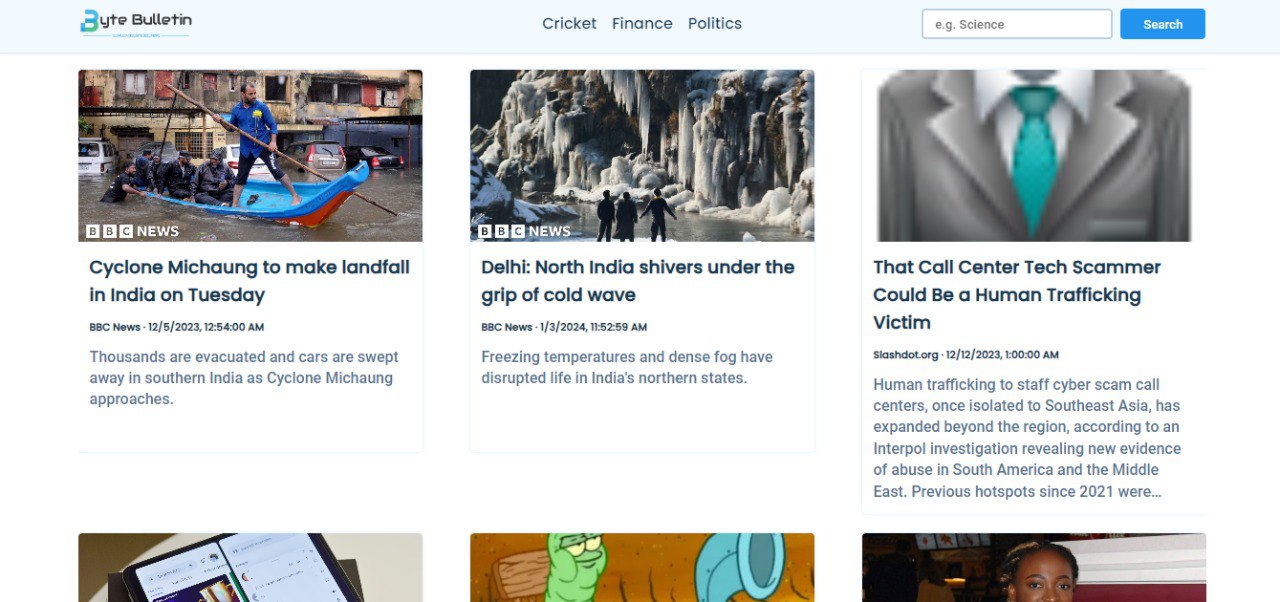 Byte Bulletin
Cricket Finance Politics
e.g. Science
Search
BBC NEWS
Cyclone Michaung to make landfall
in India on Tuesday
BBC News · 12/5/2023, 12:54:00 AM
Thousands are evacuated and cars are swept
away in southern India as Cyclone Michaung
approaches.
BBC NEWS
Delhi: North India shivers under the
grip of cold wave
BBC News · 1/3/2024, 11:52:59 AM
Freezing temperatures and dense fog have
disrupted life in India's northern states.
That Call Center Tech Scammer
Could Be a Human Trafficking
Victim
Slashdot.org · 12/12/2023, 1:00:00 AM
Human trafficking to staff cyber scam call
centers, once isolated to Southeast Asia, has
expanded beyond the region, according to an
Interpol investigation revealing new evidence
of abuse in South America and the Middle
East. Previous hotspots since 2021 were…